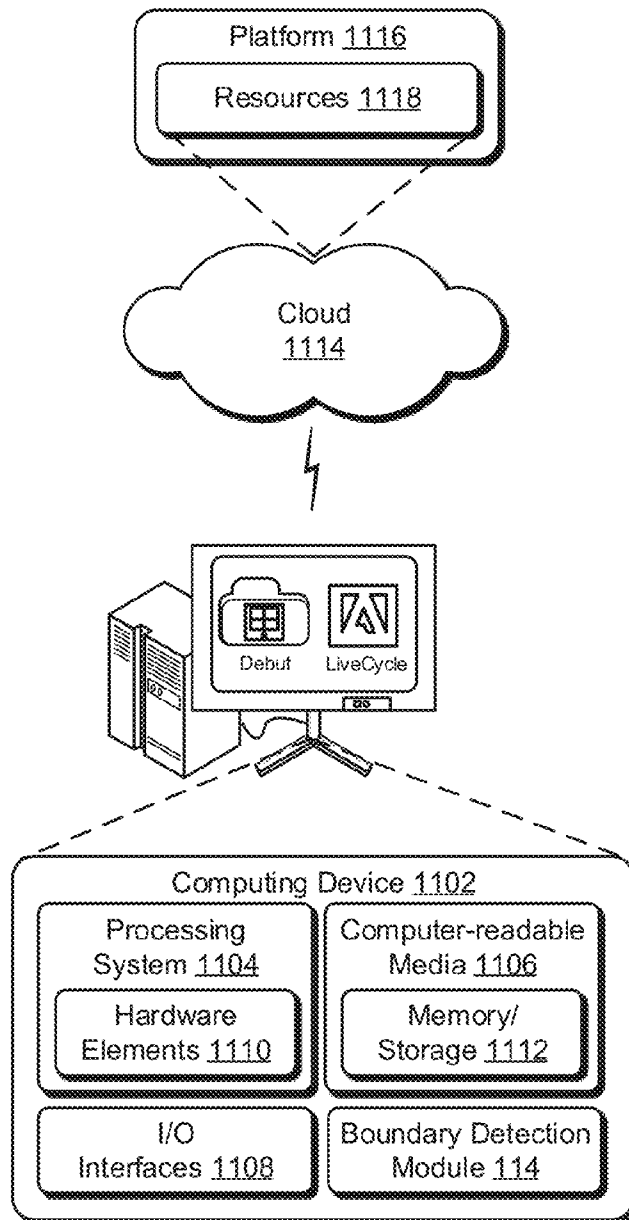 Platform 1116
Resources 1118
Cloud
1114
Debut
LiveCycle
Computing Device 1102
Processing
System 1104
Hardware
Elements 1110
Computer-readable
Media 1106
Memory/
Storage 1112
I/O
Interfaces 1108
Boundary Detection
Module 114